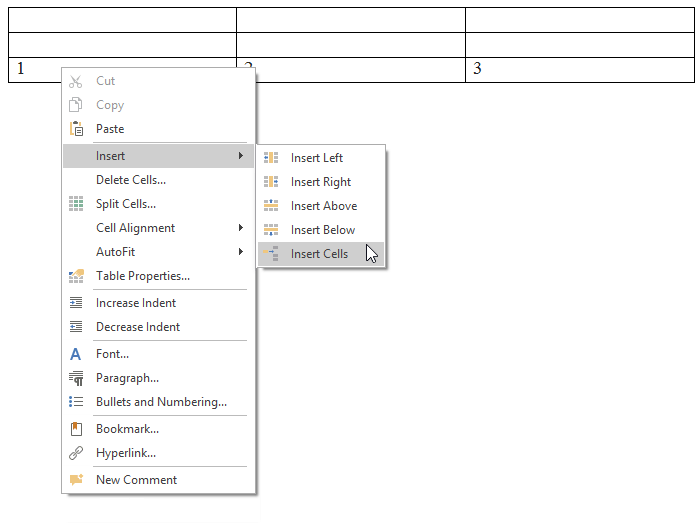 1 2 3
Cut
Copy
Paste
Insert
Insert Left
Delete Cells...
Insert Right
Split Cells...
Insert Above
Cell Alignment
Insert Below
AutoFit
Insert Cells
Table Properties...
Increase Indent
Decrease Indent
Font...
Paragraph...
Bullets and Numbering...
Bookmark...
Hyperlink...
New Comment